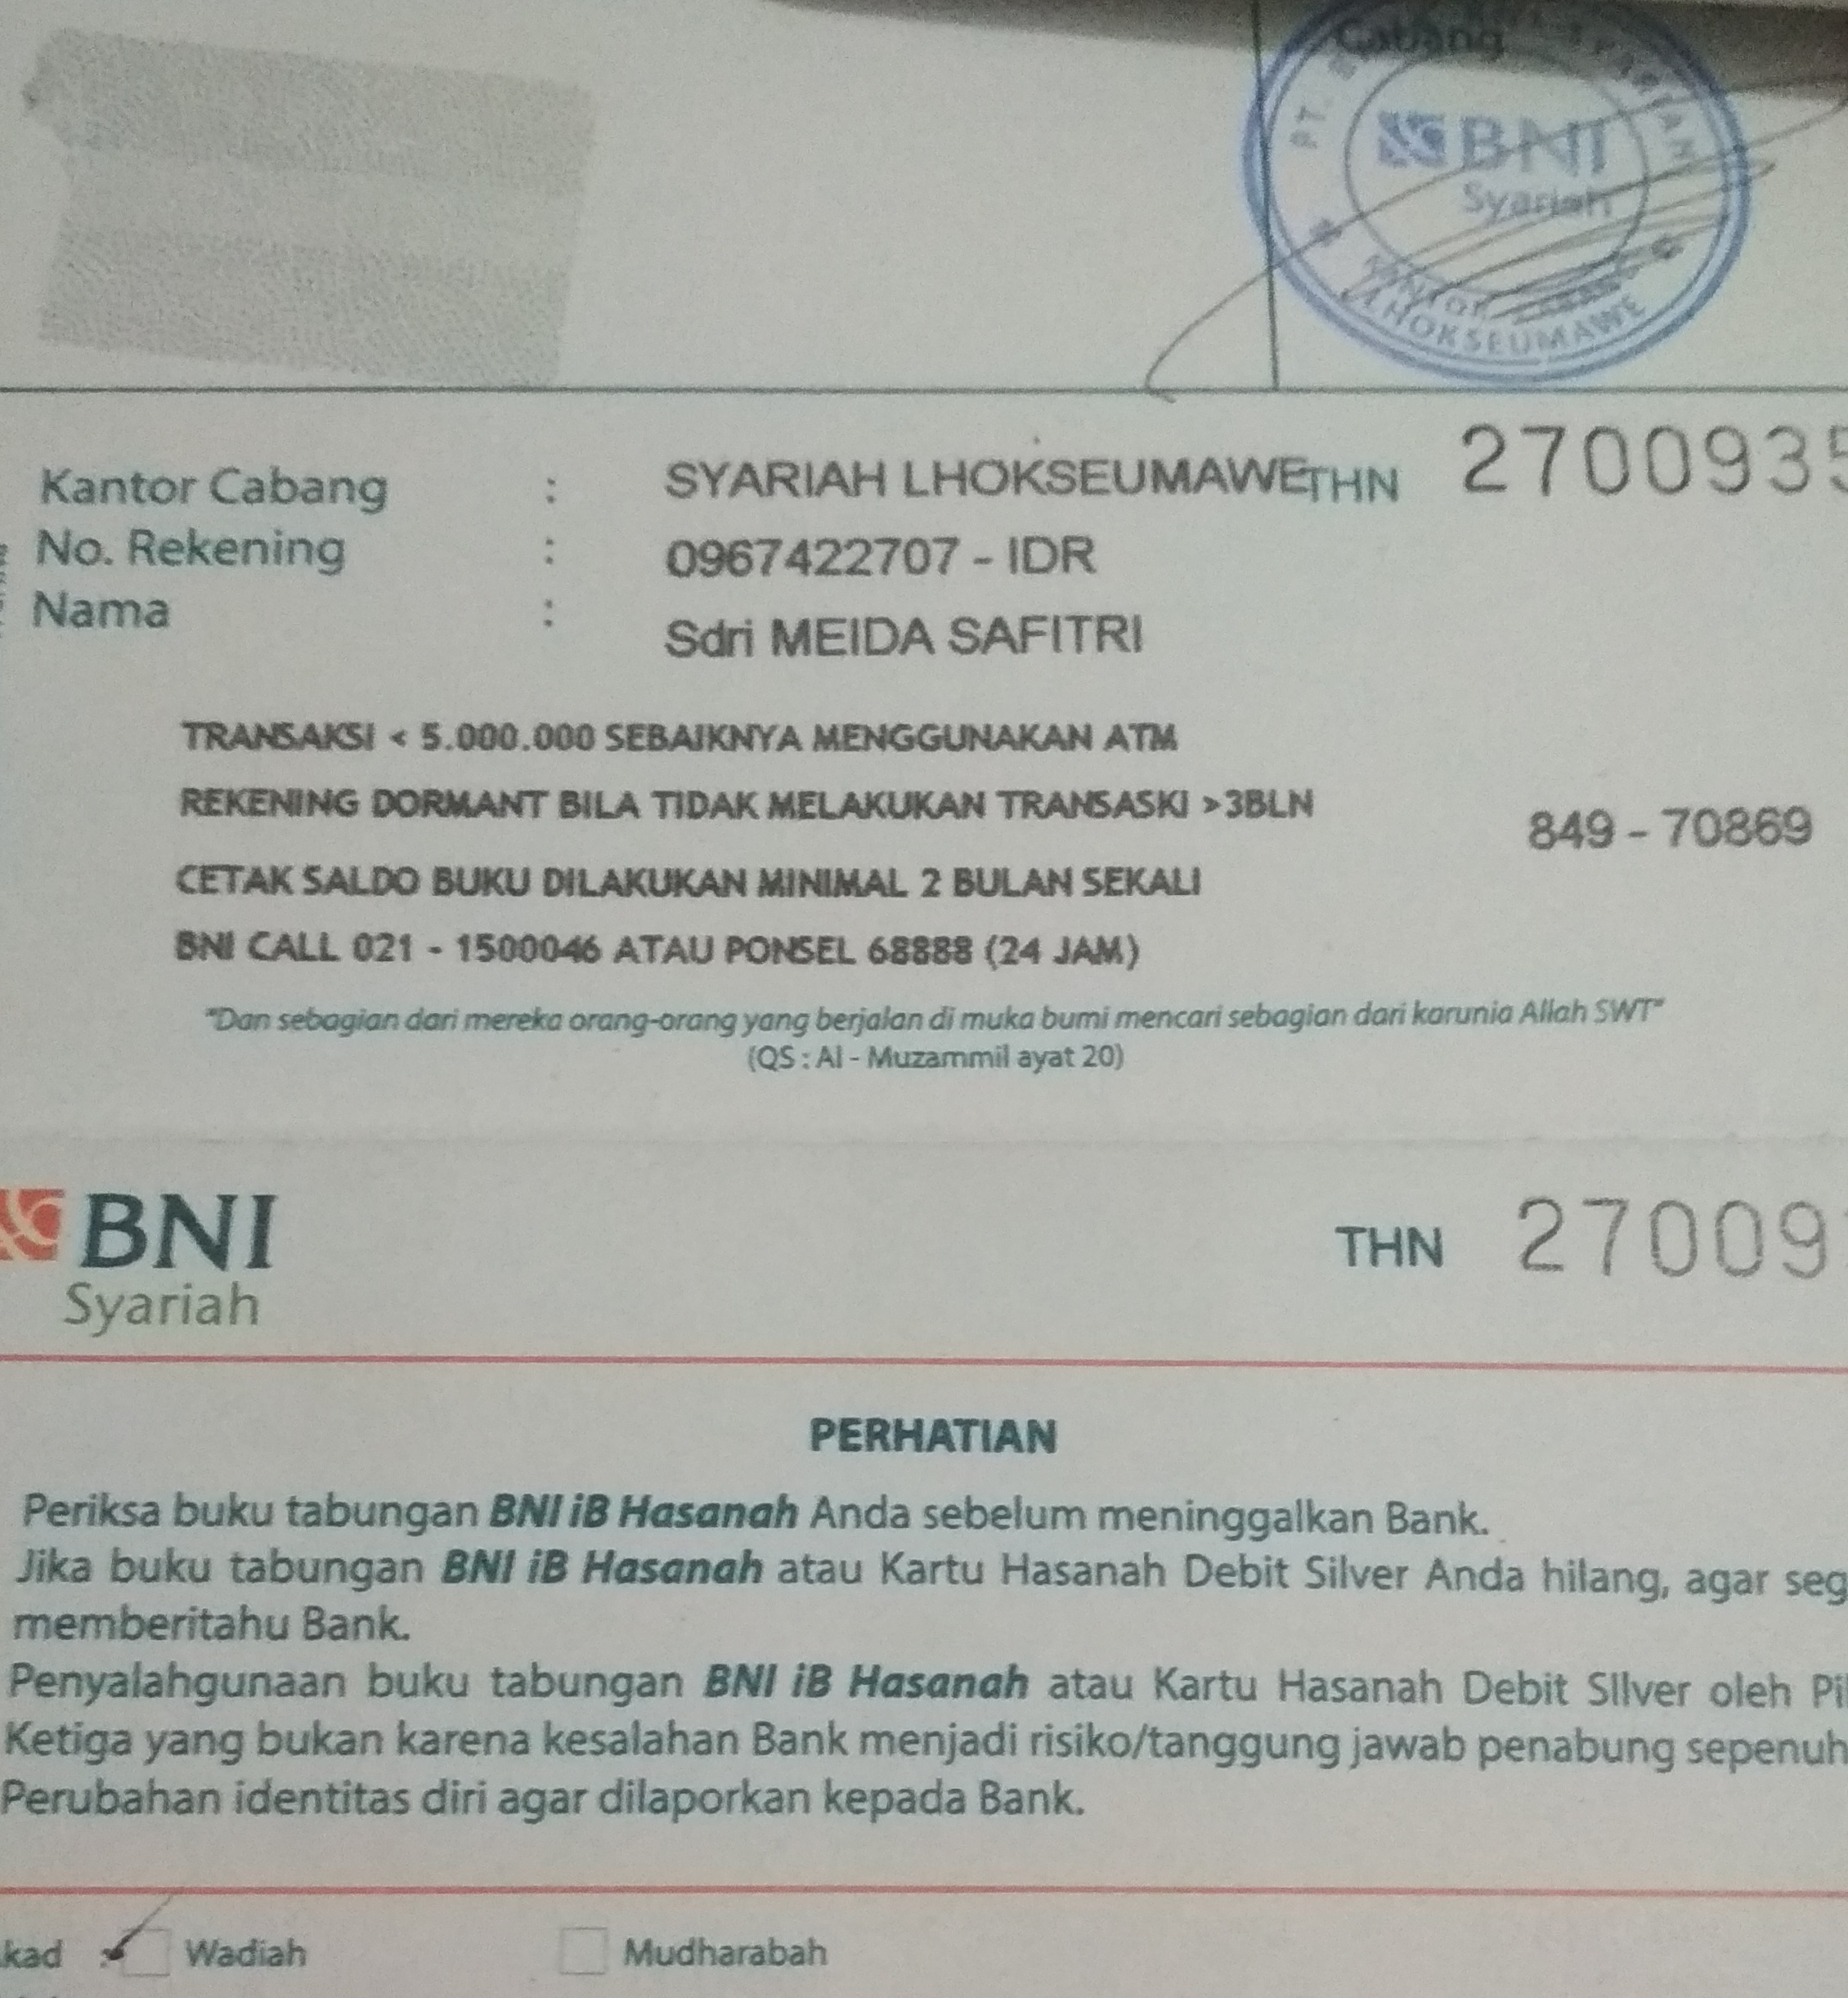 Cabang
PT.
BNI
Syariah
KANTOR
LHOKSEUMAWE
Kantor Cabang : SYARIAH LHOKSEUMAWE THN 270093
No. Rekening : 0967422707 - IDR
Nama : Sdri MEIDA SAFITRI
TRANSAKSI < 5.000.000 SEBAIKNYA MENGGUNAKAN ATM
REKENING DORMANT BILA TIDAK MELAKUKAN TRANSASKI >3BLN
849 - 70869
CETAK SALDO BUKU DILAKUKAN MINIMAL 2 BULAN SEKALI
BNI CALL 021 - 1500046 ATAU PONSEL 68888 (24 JAM)
"Dan sebagian dari mereka orang-orang yang berjalan di muka bumi mencari sebagian dari karunia Allah SWT"
(QS : Al - Muzammil ayat 20)
BNI
Syariah
THN 27009
PERHATIAN
Periksa buku tabungan BNI iB Hasanah Anda sebelum meninggalkan Bank.
Jika buku tabungan BNI iB Hasanah atau Kartu Hasanah Debit Silver Anda hilang, agar seg
memberitahu Bank.
Penyalahgunaan buku tabungan BNI iB Hasanah atau Kartu Hasanah Debit SIlver oleh Pi
Ketiga yang bukan karena kesalahan Bank menjadi risiko/tanggung jawab penabung sepenuh
Perubahan identitas diri agar dilaporkan kepada Bank.
kad : Wadiah Mudharabah